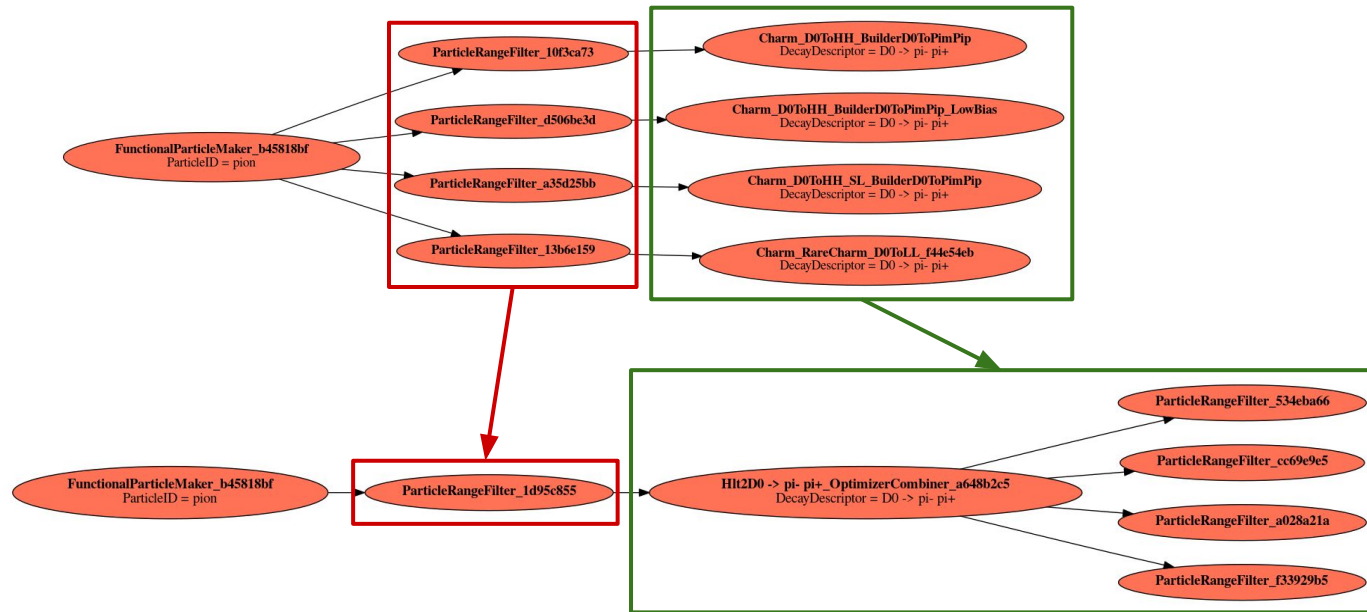 ParticleRangeFilter_10f3ca73
Charm_D0ToHH_BuilderD0ToPimPip
DecayDescriptor = D0 -> pi- pi+
ParticleRangeFilter_d506be3d
Charm_D0ToHH_BuilderD0ToPimPip_LowBias
DecayDescriptor = D0 -> pi- pi+
FunctionalParticleMaker_b45818bf
ParticleID = pion
ParticleRangeFilter_a35d25bb
Charm_D0ToHH_SL_BuilderD0ToPimPip
DecayDescriptor = D0 -> pi- pi+
ParticleRangeFilter_13b6e159
Charm_RareCharm_D0ToLL_f44e54eb
DecayDescriptor = D0 -> pi- pi+
ParticleRangeFilter_534eba66
ParticleRangeFilter_cc69e9e5
FunctionalParticleMaker_b45818bf
ParticleID = pion
ParticleRangeFilter_1d95c855
Hlt2D0 -> pi- pi+_OptimizerCombiner_a648b2c5
DecayDescriptor = D0 -> pi- pi+
ParticleRangeFilter_a028a21a
ParticleRangeFilter_f33929b5